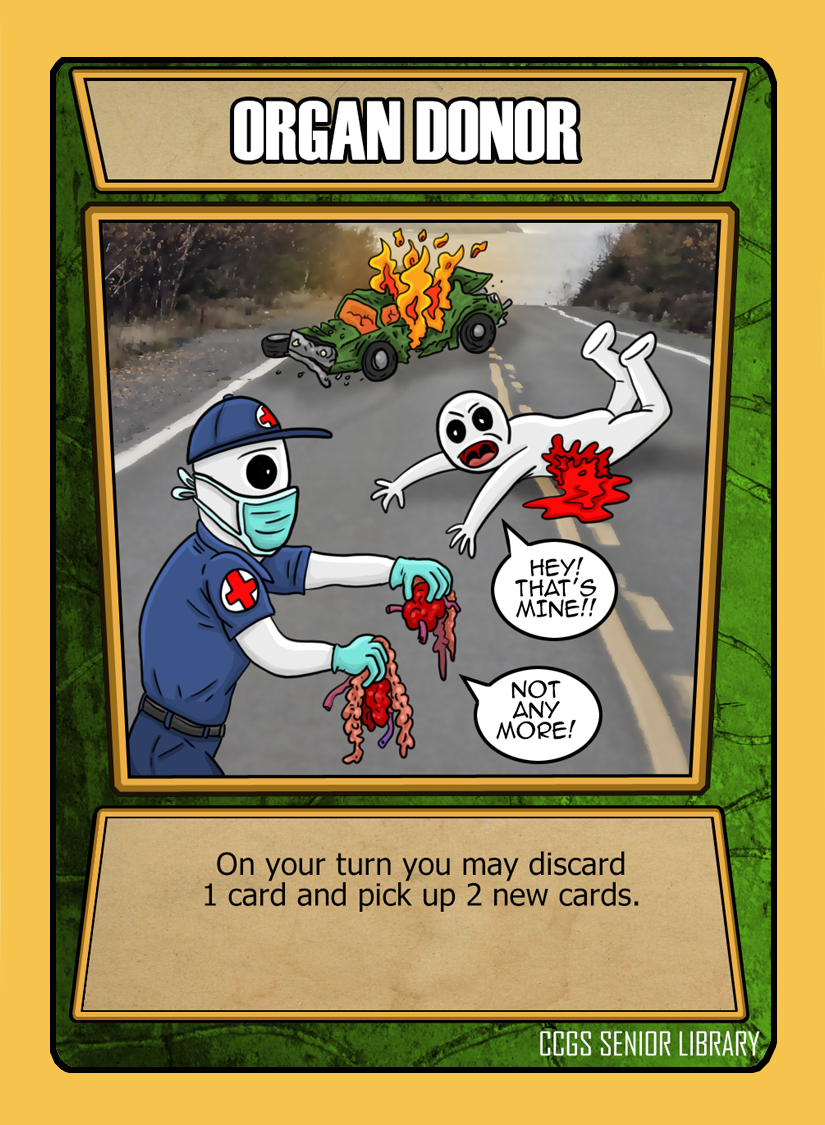 ORGAN DONOR
HEY!
THAT'S
MINE!!
NOT
ANY
MORE!
On your turn you may discard
1 card and pick up 2 new cards.
CCGS SENIOR LIBRARY